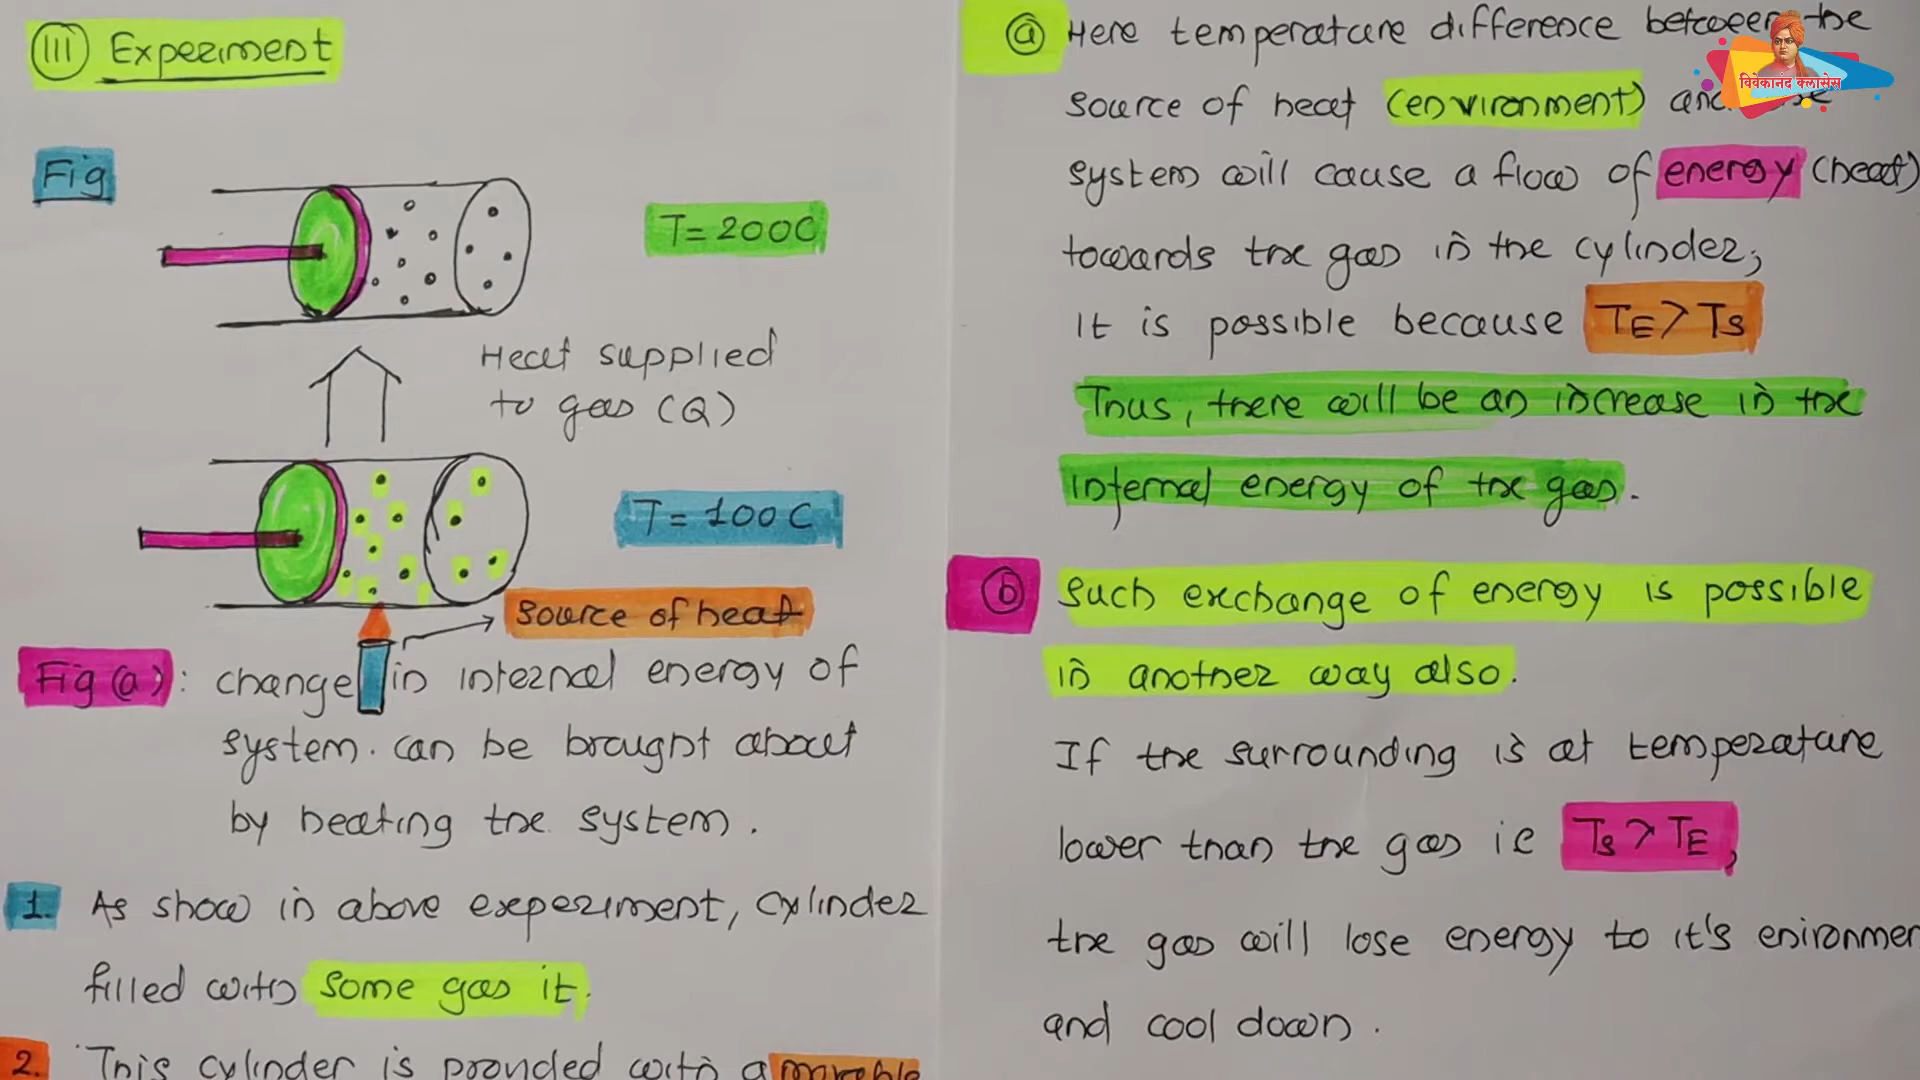 III Experiment
Fig
T= 200C
Heat supplied
to gas (Q)
T= 100C
source of heat
Fig (a): change in internal energy of
system. can be brought about
by heating the system.
1. As show in above experiment, cylinder
filled with some gas it.
2. This cylinder is provided with a movable
a Here temperature difference between the
source of heat (environment) and
system will cause a flow of energy (heat)
towards the gas in the cylinder,
It is possible because TE > TS
Thus, there will be an increase in the
internal energy of the gas.
b Such exchange of energy is possible
in another way also.
If the surrounding is at temperature
lower than the gas ie TS > TE,
the gas will lose energy to it's enironmen
and cool down.
विवेकानंद क्लासेस